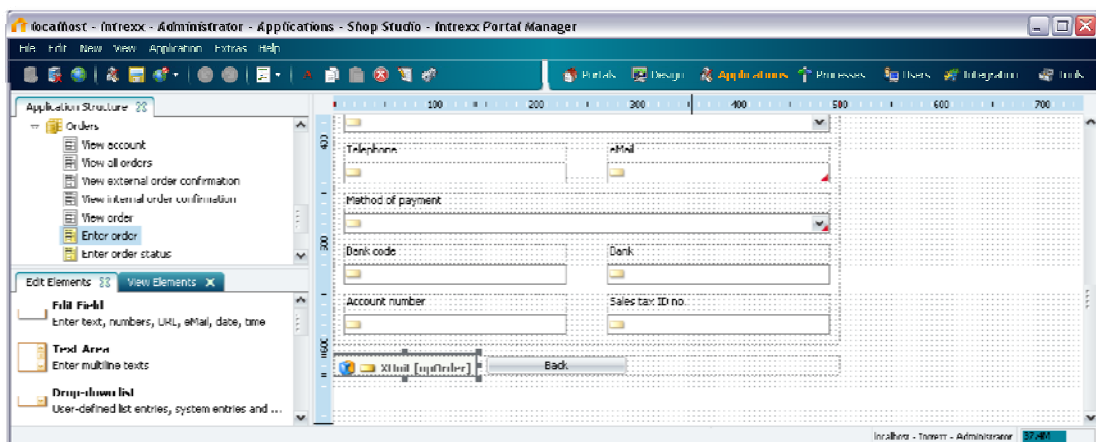 localhost - intrexx - Administrator - Applications - Shop Studio - intrexx Portal Manager
File Edit New View Application Extras Help
Portals Design Applications Processes Users Integration Tools
Application Structure
100 200 300 400 500 600 700
Orders
View account
View all orders
View external order confirmation
View internal order confirmation
View order
Enter order
Enter order status
Edit Elements View Elements
Edit Field
Enter text, numbers, URL, eMail, date, time
Text Area
Enter multiline texts
Drop-down list
User-defined list entries, system entries and ...
400
Telephone eMail
Method of payment
500
Bank code Bank
Account number Sales tax ID no.
600
[upOrder] Back
localhost - Intrexx - Administrator